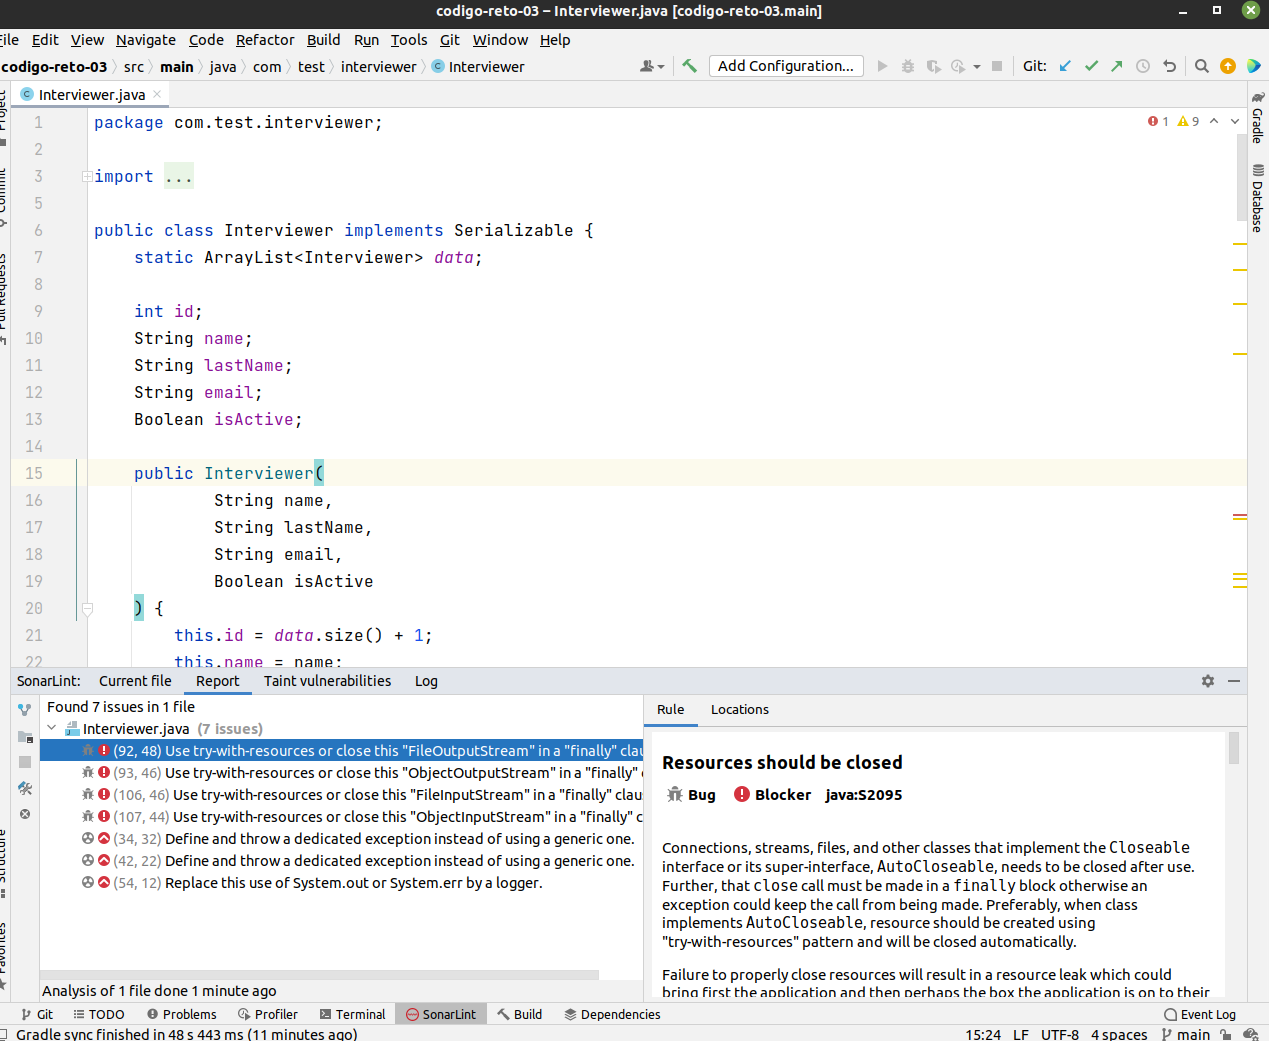 codigo-reto-03 – Interviewer.java [codigo-reto-03.main]
File Edit View Navigate Code Refactor Build Run Tools Git Window Help
codigo-reto-03 src main java com test interviewer Interviewer Add Configuration... Git:
Interviewer.java
Project
Commit
Pull Requests
Structure
Favorites
Gradle
Database
1 9
1 package com.test.interviewer;
2
3 import ...
5
6 public class Interviewer implements Serializable {
7 static ArrayList<Interviewer> data;
8
9 int id;
10 String name;
11 String lastName;
12 String email;
13 Boolean isActive;
14
15 public Interviewer(
16 String name,
17 String lastName,
18 String email,
19 Boolean isActive
20 ) {
21 this.id = data.size() + 1;
22 this.name = name;
SonarLint: Current file Report Taint vulnerabilities Log
Found 7 issues in 1 file
Interviewer.java (7 issues)
(92, 48) Use try-with-resources or close this "FileOutputStream" in a "finally" clau
(93, 46) Use try-with-resources or close this "ObjectOutputStream" in a "finally" c
(106, 46) Use try-with-resources or close this "FileInputStream" in a "finally" clau
(107, 44) Use try-with-resources or close this "ObjectInputStream" in a "finally" c
(34, 32) Define and throw a dedicated exception instead of using a generic one.
(42, 22) Define and throw a dedicated exception instead of using a generic one.
(54, 12) Replace this use of System.out or System.err by a logger.
Analysis of 1 file done 1 minute ago
Rule Locations
Resources should be closed
Bug Blocker java:S2095
Connections, streams, files, and other classes that implement the Closeable
interface or its super-interface, AutoCloseable, needs to be closed after use.
Further, that close call must be made in a finally block otherwise an
exception could keep the call from being made. Preferably, when class
implements AutoCloseable, resource should be created using
"try-with-resources" pattern and will be closed automatically.
Failure to properly close resources will result in a resource leak which could
bring first the application and then perhaps the box the application is on to their
Git TODO Problems Profiler Terminal SonarLint Build Dependencies Event Log
Gradle sync finished in 48 s 443 ms (11 minutes ago) 15:24 LF UTF-8 4 spaces main